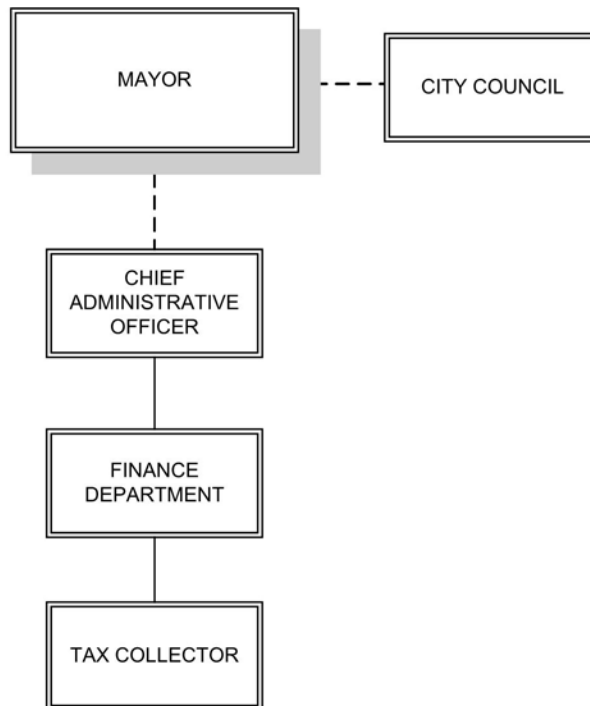 MAYOR
CITY COUNCIL
CHIEF
ADMINISTRATIVE
OFFICER
FINANCE
DEPARTMENT
TAX COLLECTOR